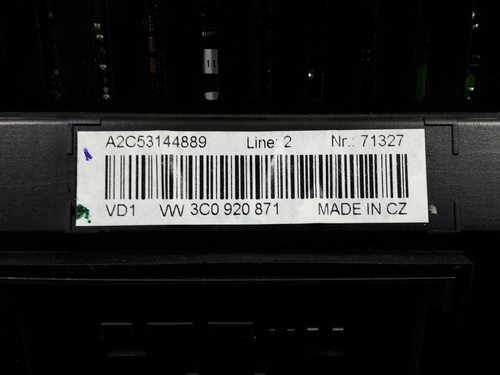 A2C53144889 Line: 2 Nr.: 71327
VD1 VW 3C0 920 871 MADE IN CZ